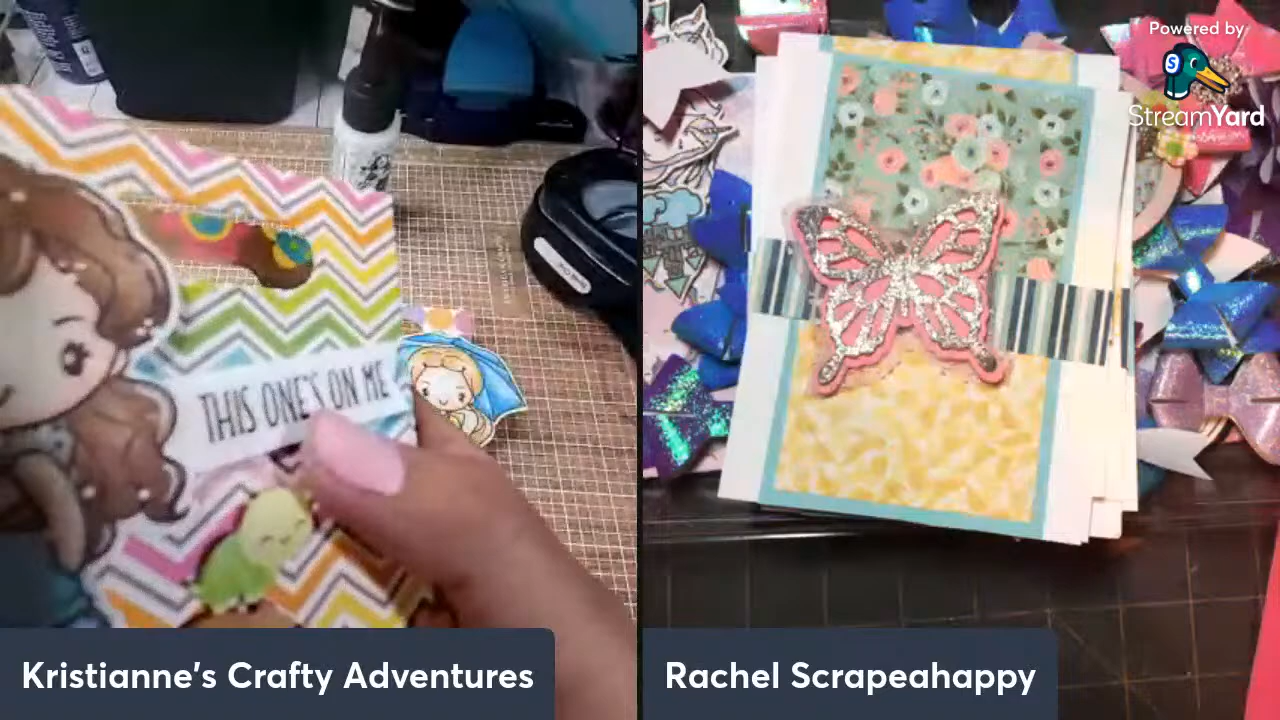 Powered by
S
StreamYard
THIS ONE'S ON ME
Kristianne's Crafty Adventures
Rachel Scrapeahappy